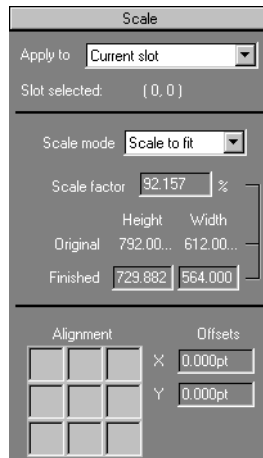 Scale
Apply to Current slot
Slot selected: ( 0, 0 )
Scale mode Scale to fit
Scale factor 92.157 %
Height Width
Original 792.00... 612.00...
Finished 729.882 564.000
Alignment Offsets
X 0.000pt
Y 0.000pt